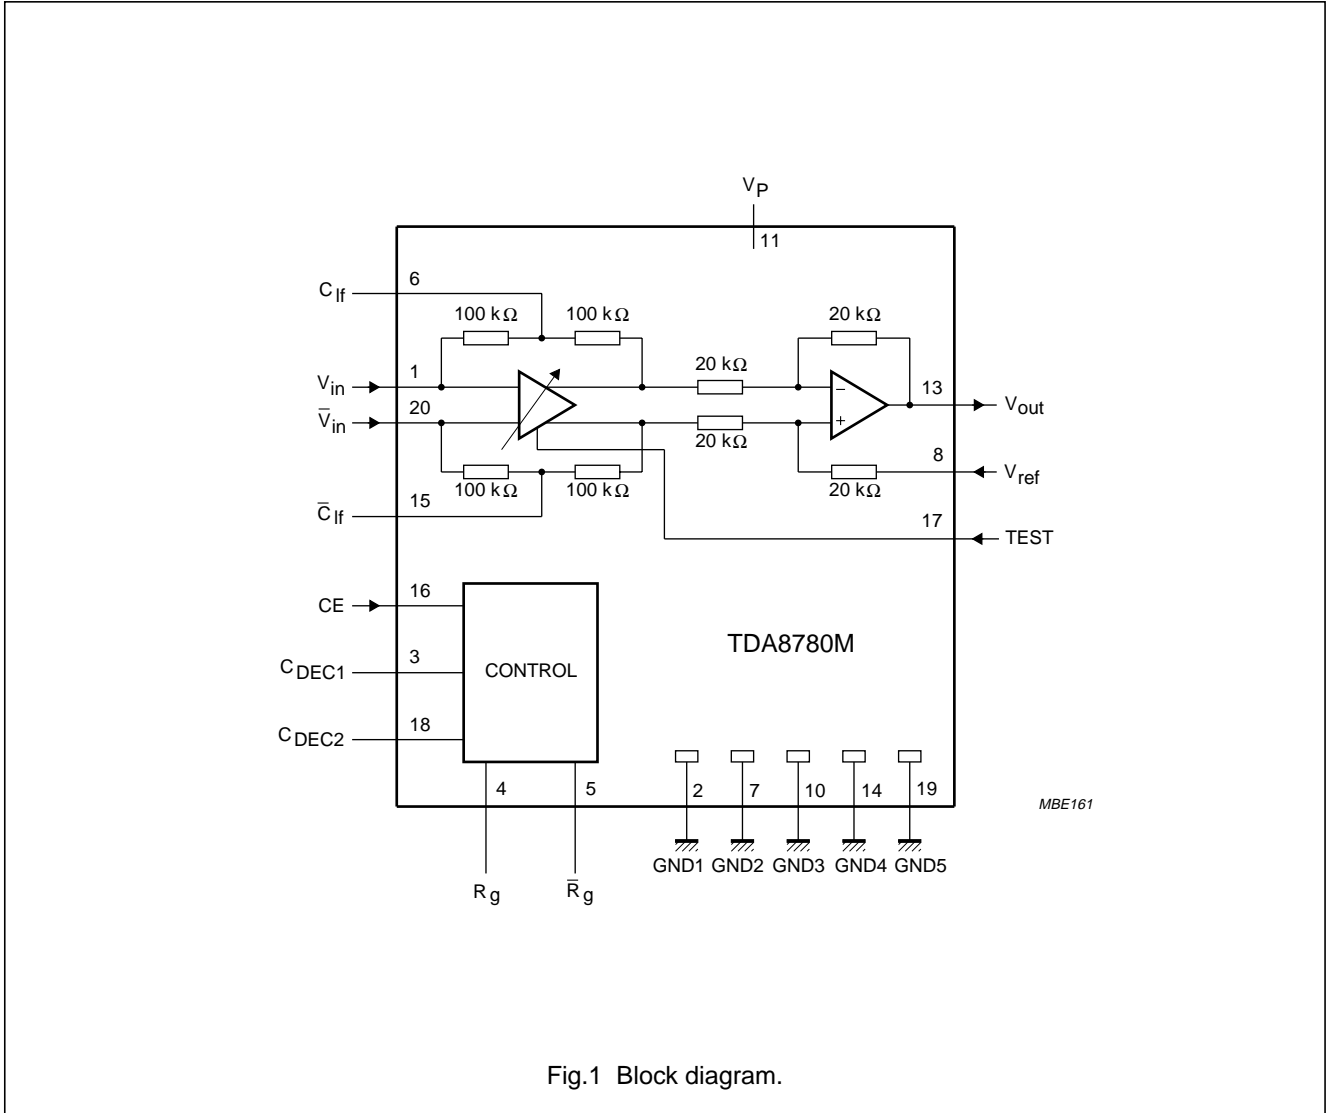 VP
11
Clf
6
100 kΩ
100 kΩ
20 kΩ
20 kΩ
Vin
1
−
13
Vout
V̅in
20
+
20 kΩ
8
Vref
100 kΩ
100 kΩ
20 kΩ
C̅lf
15
17
TEST
CE
16
TDA8780M
CDEC1
3
CONTROL
CDEC2
18
4
5
2
7
10
14
19
MBE161
GND1
GND2
GND3
GND4
GND5
Rg
R̅g
Fig.1 Block diagram.